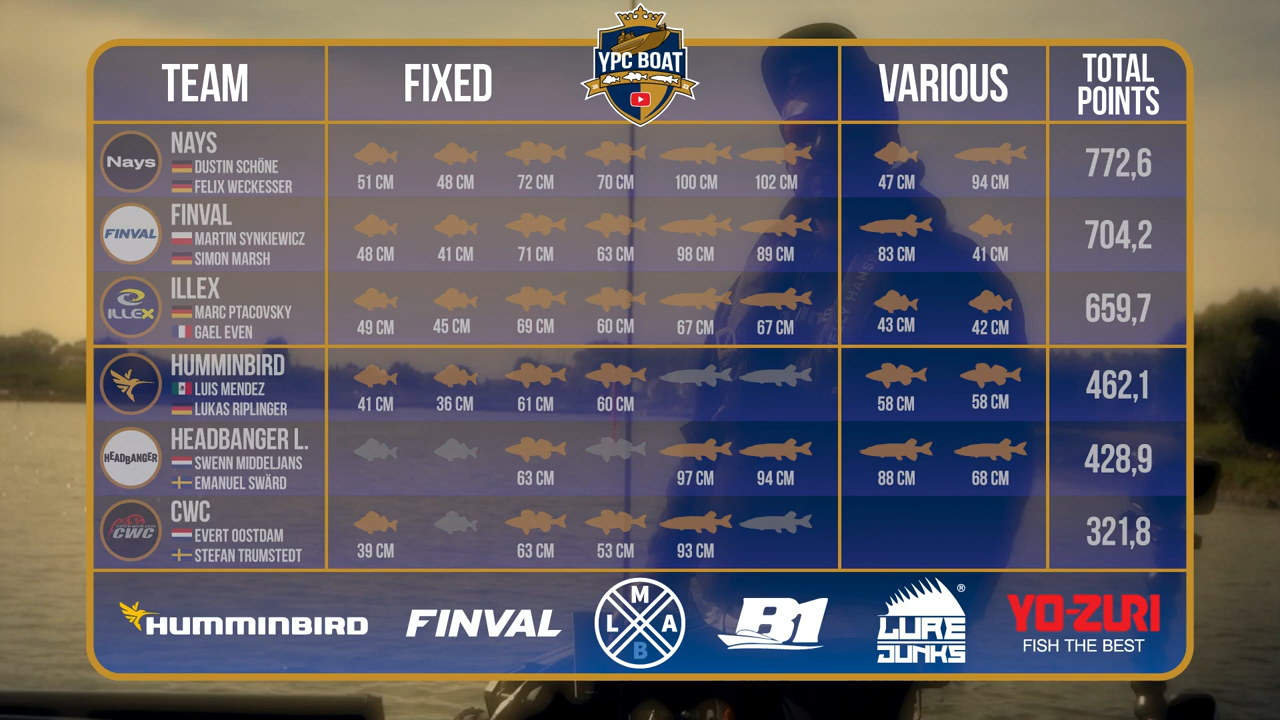 YPC BOAT
TEAM FIXED VARIOUS TOTAL POINTS
Nays NAYS
DUSTIN SCHÖNE
FELIX WECKESSER
51 CM 48 CM 72 CM 70 CM 100 CM 102 CM 47 CM 94 CM 772,6
FINVAL FINVAL
MARTIN SYNKIEWICZ
SIMON MARSH
48 CM 41 CM 71 CM 63 CM 98 CM 89 CM 83 CM 41 CM 704,2
ILLEX ILLEX
MARC PTACOVSKY
GAEL EVEN
49 CM 45 CM 69 CM 60 CM 67 CM 67 CM 43 CM 42 CM 659,7
HUMMINBIRD
LUIS MENDEZ
LUKAS RIPLINGER
41 CM 36 CM 61 CM 60 CM 58 CM 58 CM 462,1
HEADBANGER HEADBANGER L.
SWENN MIDDELJANS
EMANUEL SWÄRD
63 CM 97 CM 94 CM 88 CM 68 CM 428,9
CWC CWC
EVERT OOSTDAM
STEFAN TRUMSTEDT
39 CM 63 CM 53 CM 93 CM 321,8
HUMMINBIRD FINVAL M L A B B1 LURE JUNKS ® YO-ZURI
FISH THE BEST